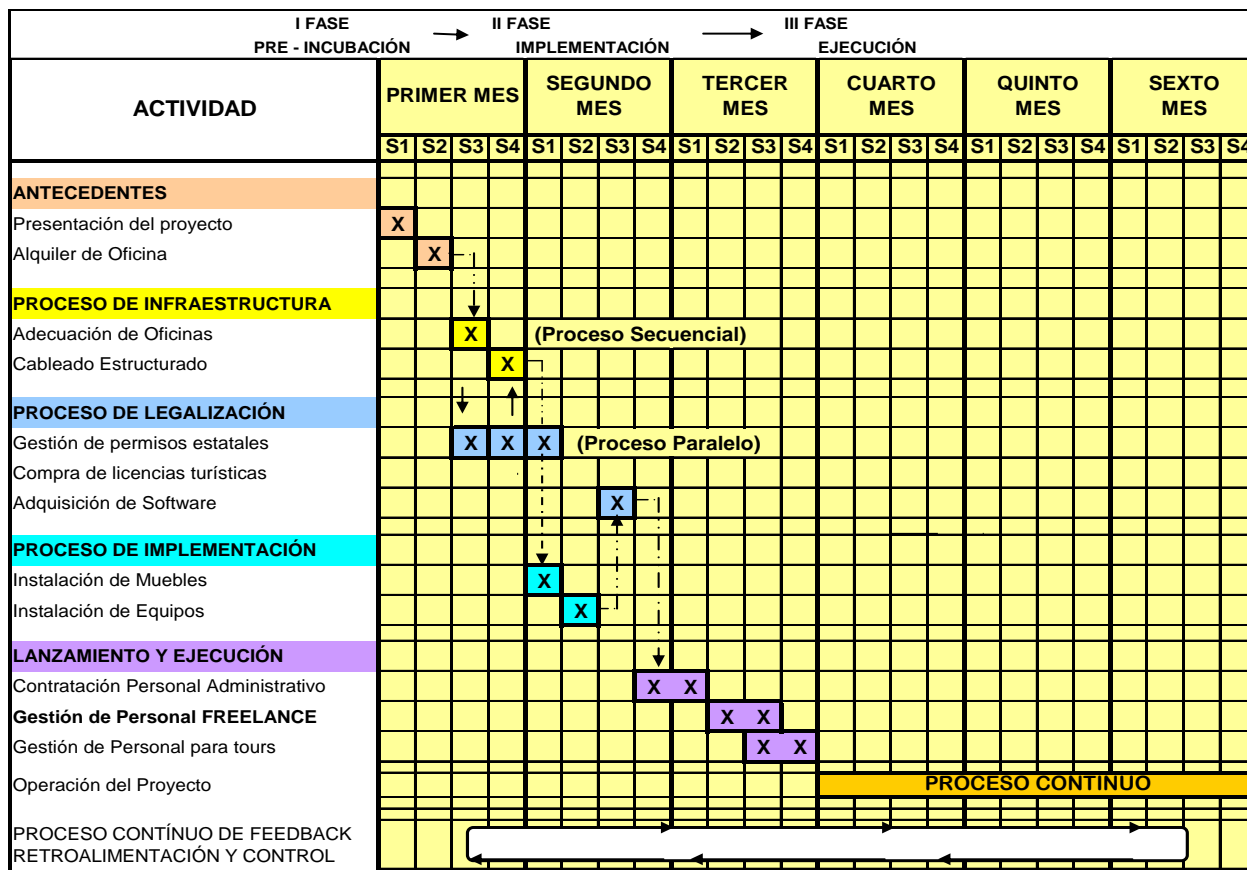 I FASE II FASE III FASE
PRE - INCUBACIÓN IMPLEMENTACIÓN EJECUCIÓN
ACTIVIDAD
PRIMER MES SEGUNDO MES TERCER MES CUARTO MES QUINTO MES SEXTO MES
S1 S2 S3 S4 S1 S2 S3 S4 S1 S2 S3 S4 S1 S2 S3 S4 S1 S2 S3 S4 S1 S2 S3 S4
ANTECEDENTES
Presentación del proyecto X
Alquiler de Oficina X
PROCESO DE INFRAESTRUCTURA
Adecuación de Oficinas X (Proceso Secuencial)
Cableado Estructurado X
PROCESO DE LEGALIZACIÓN
Gestión de permisos estatales X X X (Proceso Paralelo)
Compra de licencias turísticas
Adquisición de Software X
PROCESO DE IMPLEMENTACIÓN
Instalación de Muebles X
Instalación de Equipos X
LANZAMIENTO Y EJECUCIÓN
Contratación Personal Administrativo X X
Gestión de Personal FREELANCE X X
Gestión de Personal para tours X X
Operación del Proyecto PROCESO CONTINUO
PROCESO CONTÍNUO DE FEEDBACK
RETROALIMENTACIÓN Y CONTROL